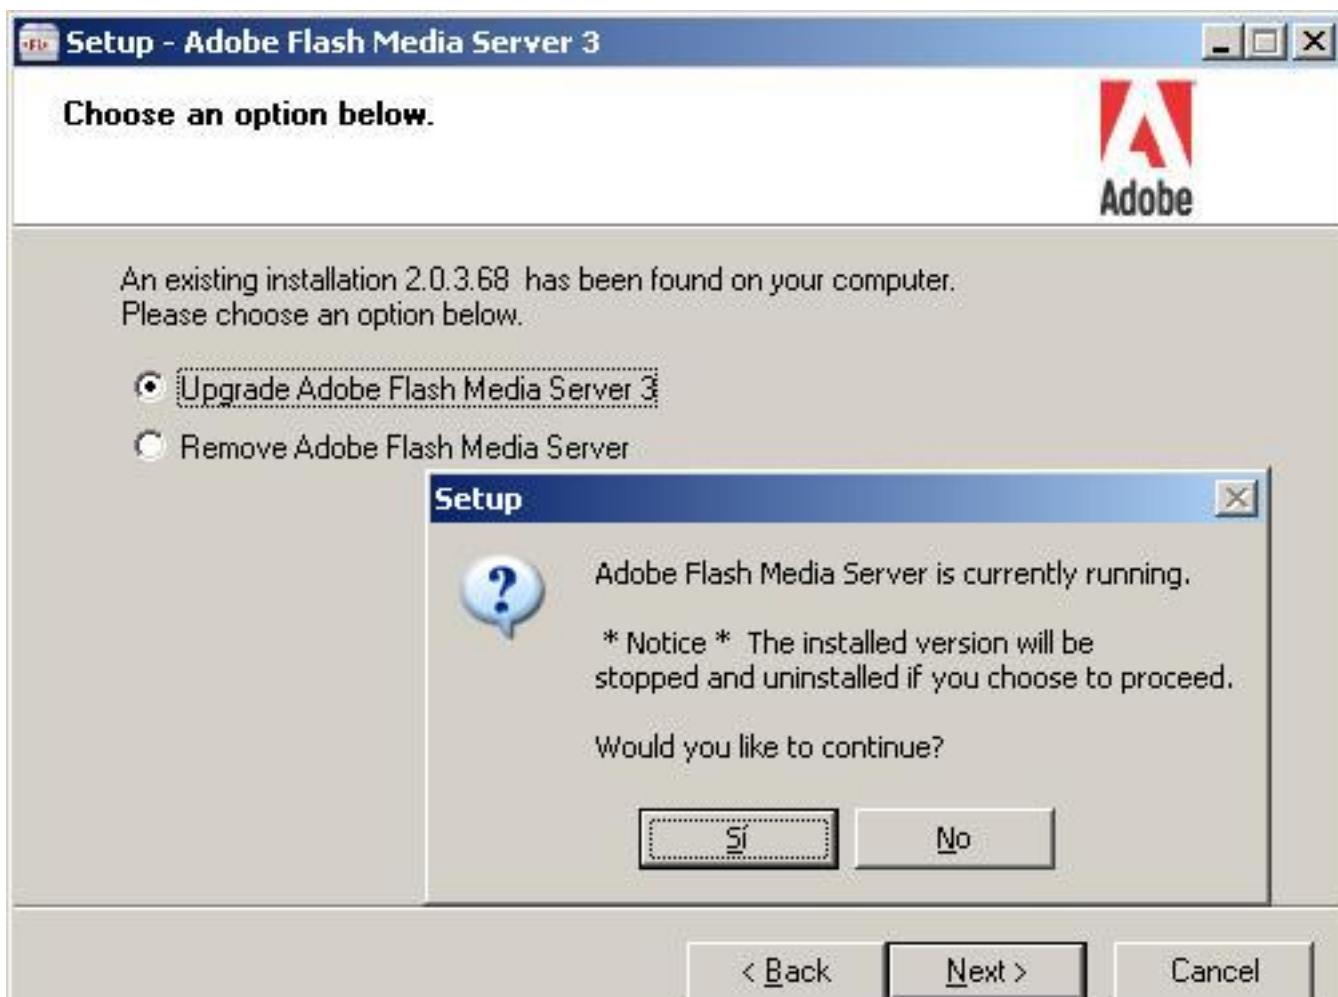 Setup - Adobe Flash Media Server 3
Choose an option below.
Adobe
An existing installation 2.0.3.68 has been found on your computer.
Please choose an option below.
Upgrade Adobe Flash Media Server 3
Remove Adobe Flash Media Server
Setup
Adobe Flash Media Server is currently running.
* Notice * The installed version will be
stopped and uninstalled if you choose to proceed.
Would you like to continue?
Sí
No
< Back
Next >
Cancel